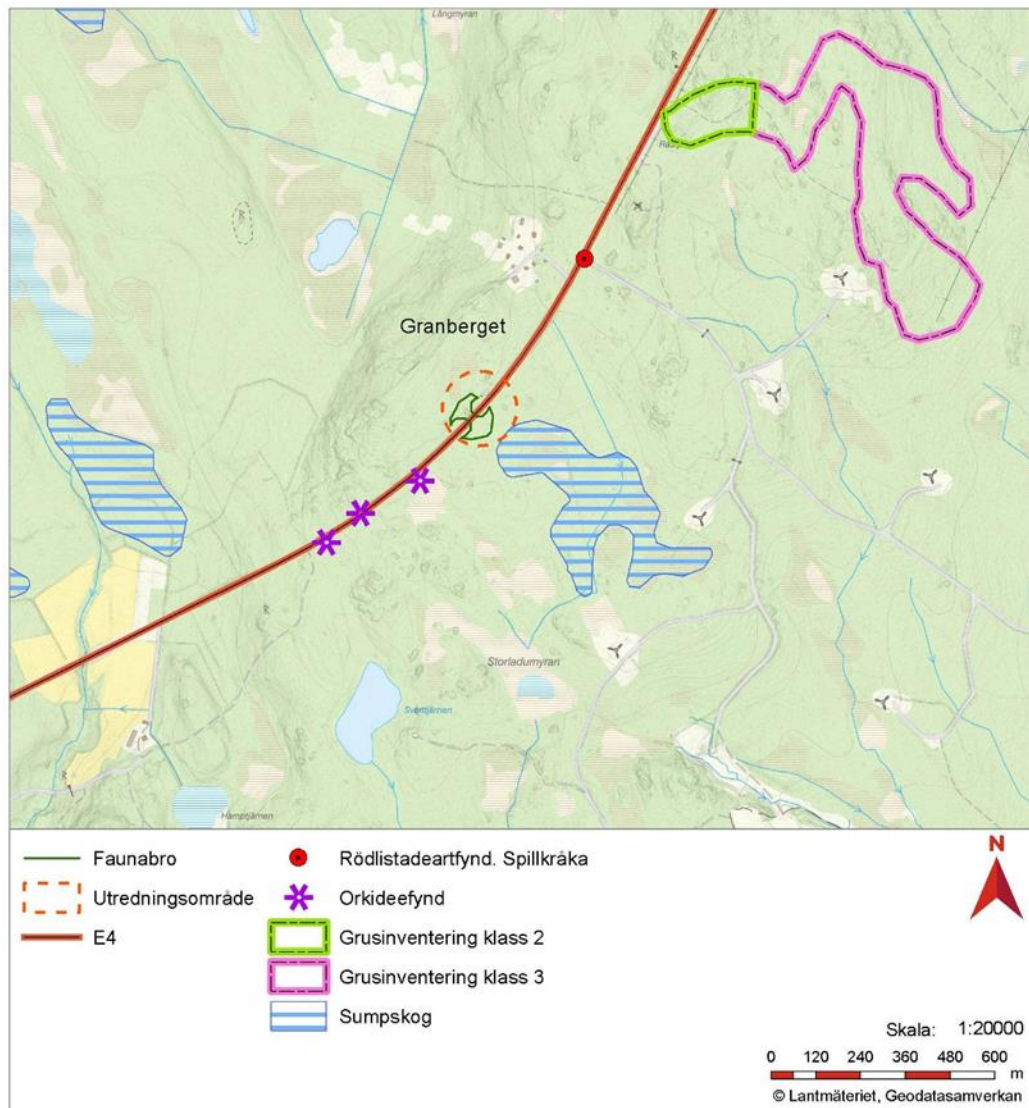 Långmyran
R
R
Granberget
R
Storladumyran
Svarttjärnen
R
Hamptjärnen
Faunabro
Utredningsområde
E4
Rödlistadeartfynd. Spillkråka
Orkideefynd
Grusinventering klass 2
Grusinventering klass 3
Sumpskog
N
Skala: 1:20000
0 120 240 360 480 600
m
© Lantmäteriet, Geodatasamverkan